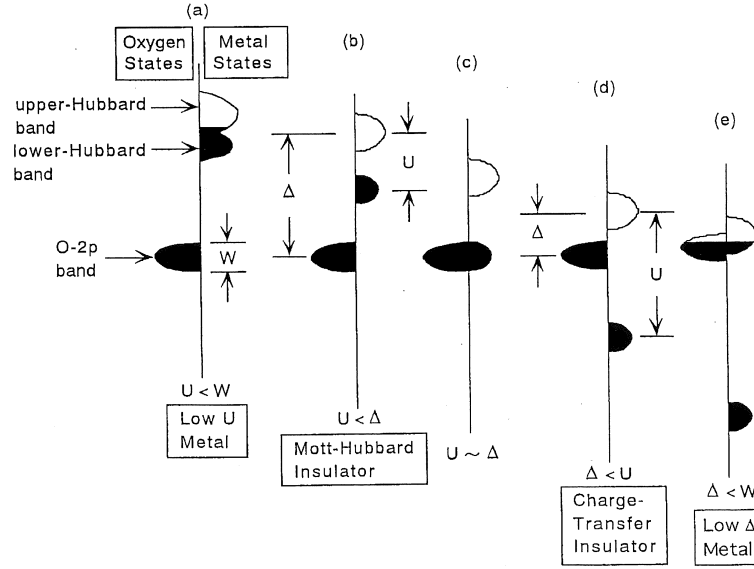 (a)
Oxygen
States
Metal
States
upper-Hubbard
band
lower-Hubbard
band
O-2p
band
W
U < W
Low U
Metal
(b)
Δ
U
U < Δ
Mott-Hubbard
Insulator
(c)
U ~ Δ
(d)
Δ
U
Δ < U
Charge-
Transfer
Insulator
(e)
Δ < W
Low Δ
Metal